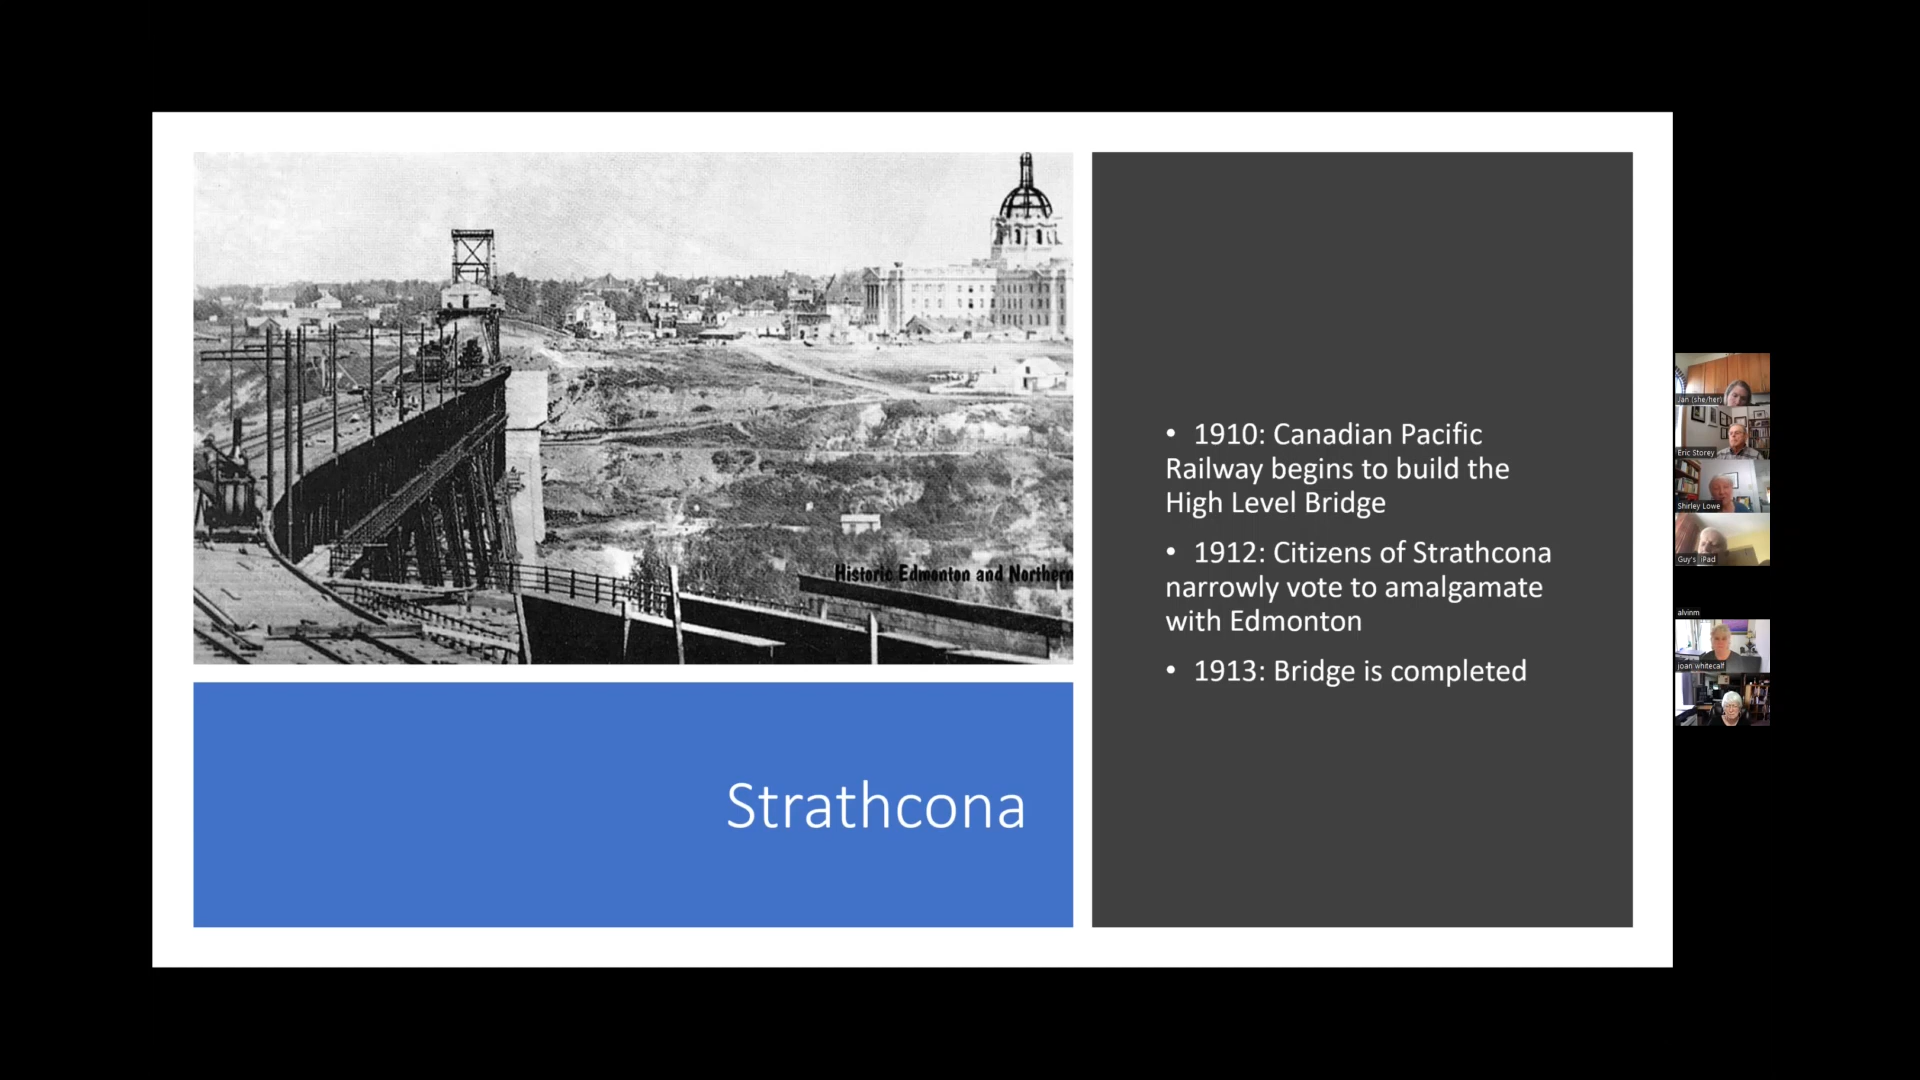 Historic Edmonton and Northern
Strathcona
• 1910: Canadian Pacific
Railway begins to build the
High Level Bridge
• 1912: Citizens of Strathcona
narrowly vote to amalgamate
with Edmonton
• 1913: Bridge is completed
Jan (she/her)
Eric Storey
Shirley Lowe
Guy's iPad
alvinm
joan whitecalf